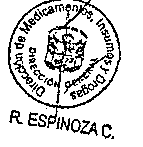 Dirección de Medicamentos, Insumos y Drogas
DIRECCIÓN GENERAL
R. ESPINOZA C.